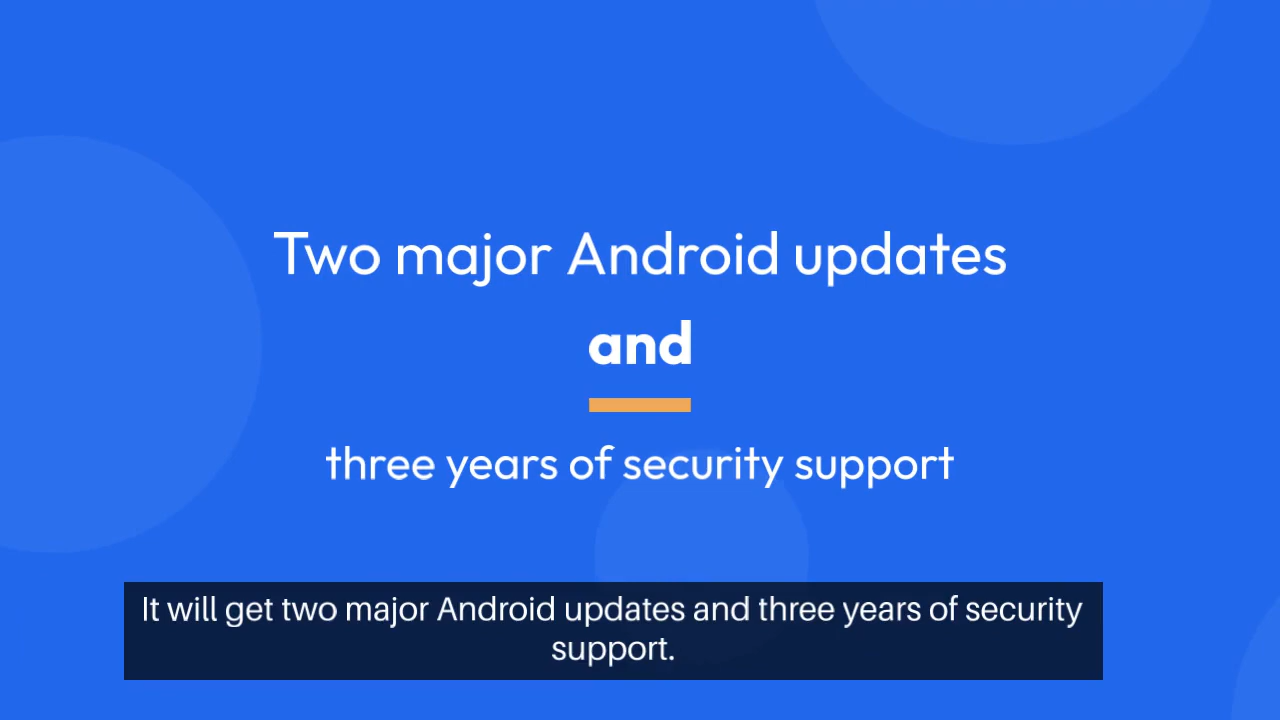 Two major Android updates
and
three years of security support
It will get two major Android updates and three years of security
support.